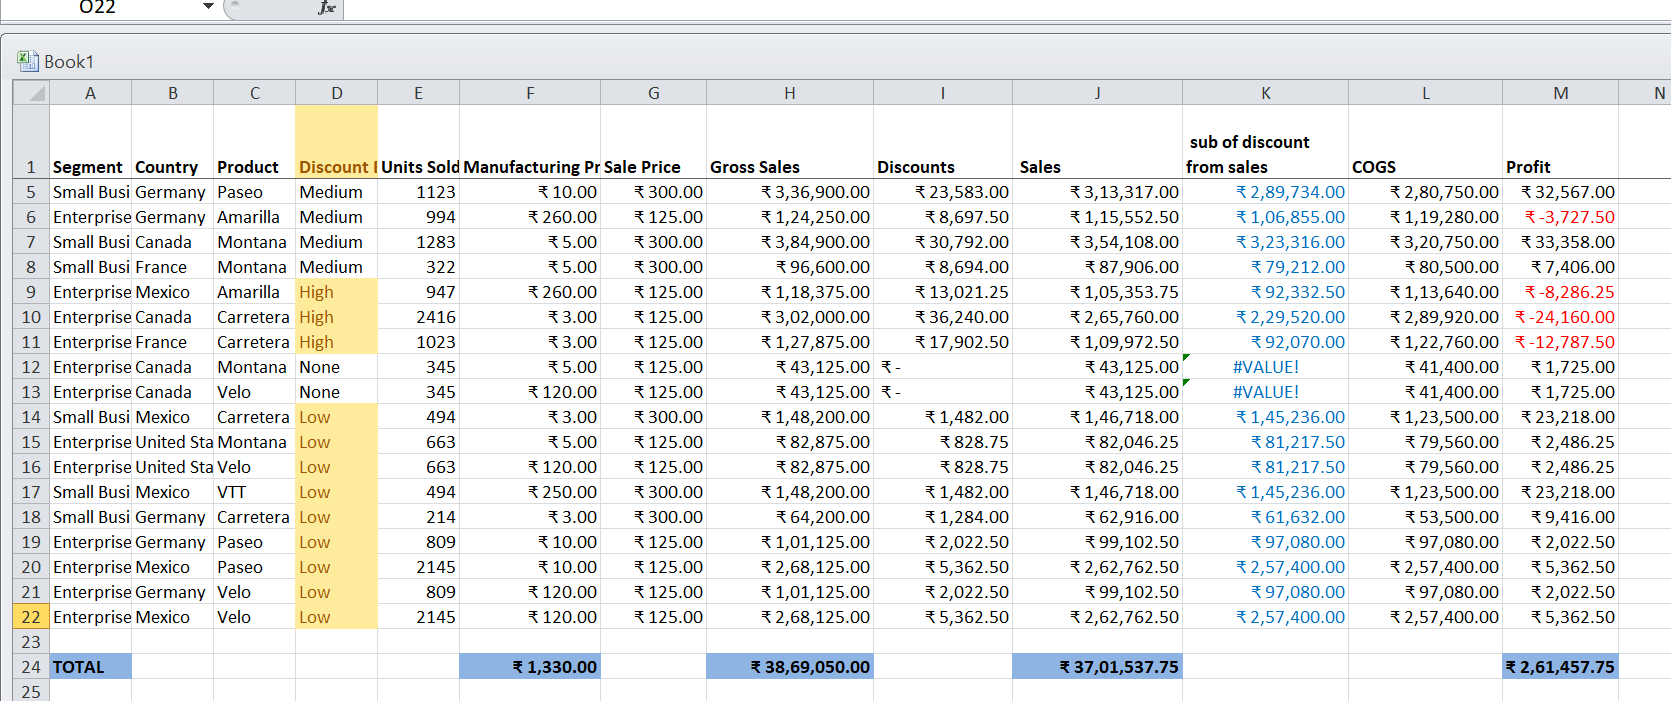 O22 fx
Book1
A B C D E F G H I J K L M N
sub of discount
1 Segment Country Product Discount Units Sold Manufacturing Pr Sale Price Gross Sales Discounts Sales from sales COGS Profit
5 Small Busi Germany Paseo Medium 1123 ₹ 10.00 ₹ 300.00 ₹ 3,36,900.00 ₹ 23,583.00 ₹ 3,13,317.00 ₹ 2,89,734.00 ₹ 2,80,750.00 ₹ 32,567.00
6 Enterprise Germany Amarilla Medium 994 ₹ 260.00 ₹ 125.00 ₹ 1,24,250.00 ₹ 8,697.50 ₹ 1,15,552.50 ₹ 1,06,855.00 ₹ 1,19,280.00 ₹ -3,727.50
7 Small Busi Canada Montana Medium 1283 ₹ 5.00 ₹ 300.00 ₹ 3,84,900.00 ₹ 30,792.00 ₹ 3,54,108.00 ₹ 3,23,316.00 ₹ 3,20,750.00 ₹ 33,358.00
8 Small Busi France Montana Medium 322 ₹ 5.00 ₹ 300.00 ₹ 96,600.00 ₹ 8,694.00 ₹ 87,906.00 ₹ 79,212.00 ₹ 80,500.00 ₹ 7,406.00
9 Enterprise Mexico Amarilla High 947 ₹ 260.00 ₹ 125.00 ₹ 1,18,375.00 ₹ 13,021.25 ₹ 1,05,353.75 ₹ 92,332.50 ₹ 1,13,640.00 ₹ -8,286.25
10 Enterprise Canada Carretera High 2416 ₹ 3.00 ₹ 125.00 ₹ 3,02,000.00 ₹ 36,240.00 ₹ 2,65,760.00 ₹ 2,29,520.00 ₹ 2,89,920.00 ₹ -24,160.00
11 Enterprise France Carretera High 1023 ₹ 3.00 ₹ 125.00 ₹ 1,27,875.00 ₹ 17,902.50 ₹ 1,09,972.50 ₹ 92,070.00 ₹ 1,22,760.00 ₹ -12,787.50
12 Enterprise Canada Montana None 345 ₹ 5.00 ₹ 125.00 ₹ 43,125.00 ₹ - ₹ 43,125.00 #VALUE! ₹ 41,400.00 ₹ 1,725.00
13 Enterprise Canada Velo None 345 ₹ 120.00 ₹ 125.00 ₹ 43,125.00 ₹ - ₹ 43,125.00 #VALUE! ₹ 41,400.00 ₹ 1,725.00
14 Small Busi Mexico Carretera Low 494 ₹ 3.00 ₹ 300.00 ₹ 1,48,200.00 ₹ 1,482.00 ₹ 1,46,718.00 ₹ 1,45,236.00 ₹ 1,23,500.00 ₹ 23,218.00
15 Enterprise United Sta Montana Low 663 ₹ 5.00 ₹ 125.00 ₹ 82,875.00 ₹ 828.75 ₹ 82,046.25 ₹ 81,217.50 ₹ 79,560.00 ₹ 2,486.25
16 Enterprise United Sta Velo Low 663 ₹ 120.00 ₹ 125.00 ₹ 82,875.00 ₹ 828.75 ₹ 82,046.25 ₹ 81,217.50 ₹ 79,560.00 ₹ 2,486.25
17 Small Busi Mexico VTT Low 494 ₹ 250.00 ₹ 300.00 ₹ 1,48,200.00 ₹ 1,482.00 ₹ 1,46,718.00 ₹ 1,45,236.00 ₹ 1,23,500.00 ₹ 23,218.00
18 Small Busi Germany Carretera Low 214 ₹ 3.00 ₹ 300.00 ₹ 64,200.00 ₹ 1,284.00 ₹ 62,916.00 ₹ 61,632.00 ₹ 53,500.00 ₹ 9,416.00
19 Enterprise Germany Paseo Low 809 ₹ 10.00 ₹ 125.00 ₹ 1,01,125.00 ₹ 2,022.50 ₹ 99,102.50 ₹ 97,080.00 ₹ 97,080.00 ₹ 2,022.50
20 Enterprise Mexico Paseo Low 2145 ₹ 10.00 ₹ 125.00 ₹ 2,68,125.00 ₹ 5,362.50 ₹ 2,62,762.50 ₹ 2,57,400.00 ₹ 2,57,400.00 ₹ 5,362.50
21 Enterprise Germany Velo Low 809 ₹ 120.00 ₹ 125.00 ₹ 1,01,125.00 ₹ 2,022.50 ₹ 99,102.50 ₹ 97,080.00 ₹ 97,080.00 ₹ 2,022.50
22 Enterprise Mexico Velo Low 2145 ₹ 120.00 ₹ 125.00 ₹ 2,68,125.00 ₹ 5,362.50 ₹ 2,62,762.50 ₹ 2,57,400.00 ₹ 2,57,400.00 ₹ 5,362.50
23
24 TOTAL ₹ 1,330.00 ₹ 38,69,050.00 ₹ 37,01,537.75 ₹ 2,61,457.75
25